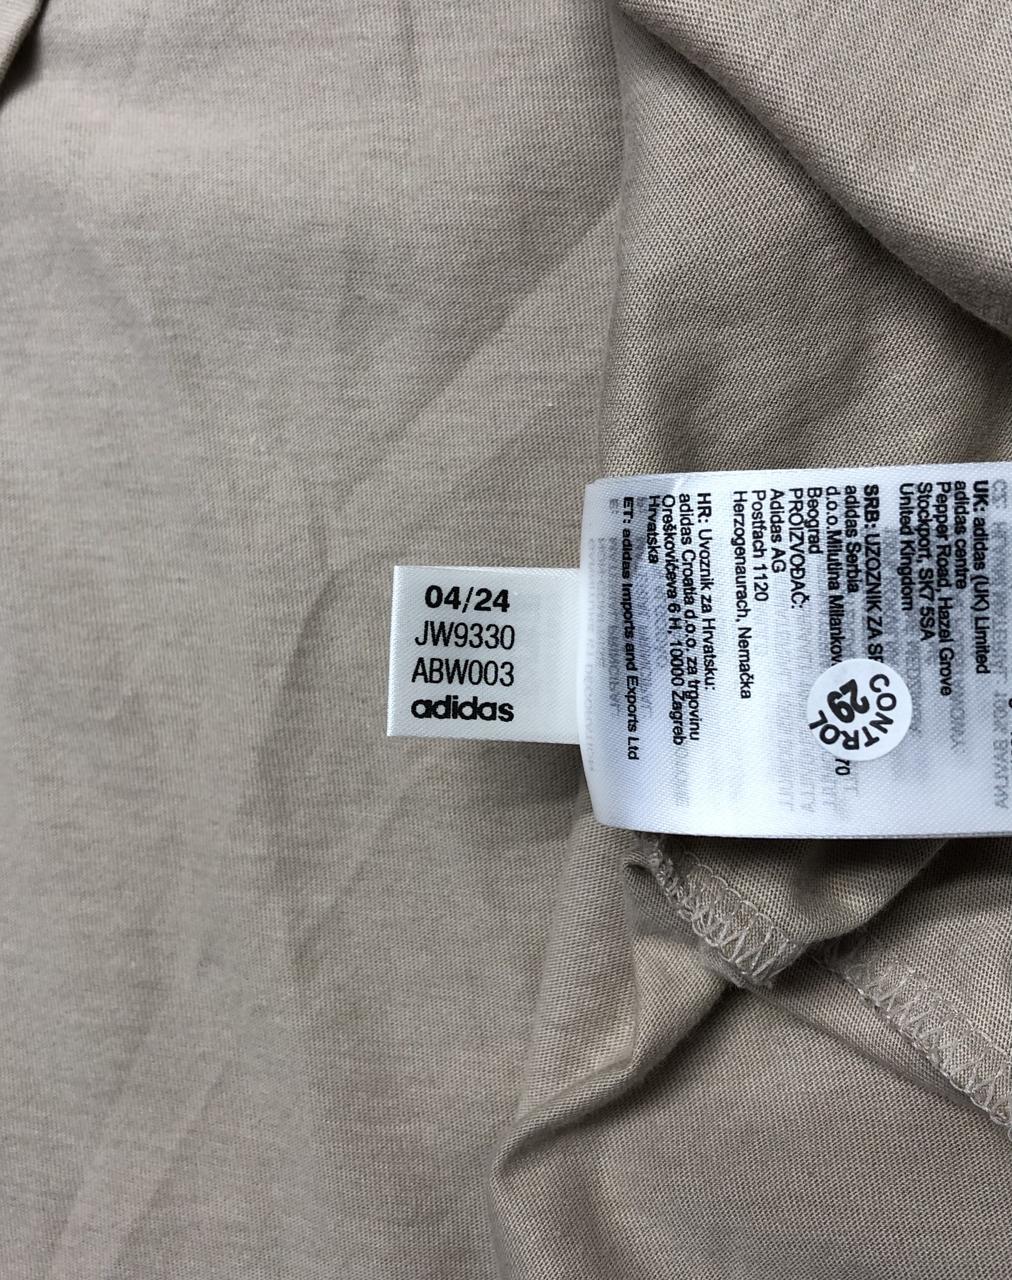 04/24
JW9330
ABW003
adidas
UK: adidas (UK) Limited
adidas centre
Pepper Road, Hazel Grove
Stockport, SK7 5SA
United Kingdom
SRB: UZOZNIK ZA
adidas Serbia
d.o.o.Milutina
70
Beograd
PROIZVOĐAČ:
Adidas AG
Postfach 1120
Herzogenaurach, Nemačka
HR: Uvoznik za Hrvatsku:
adidas Croatia d.o.o. za trgovinu
Oreškovićeva 6 H, 10000 Zagreb
Hrvatska
ET: adidas Imports and Exports Ltd
CONTROL
29